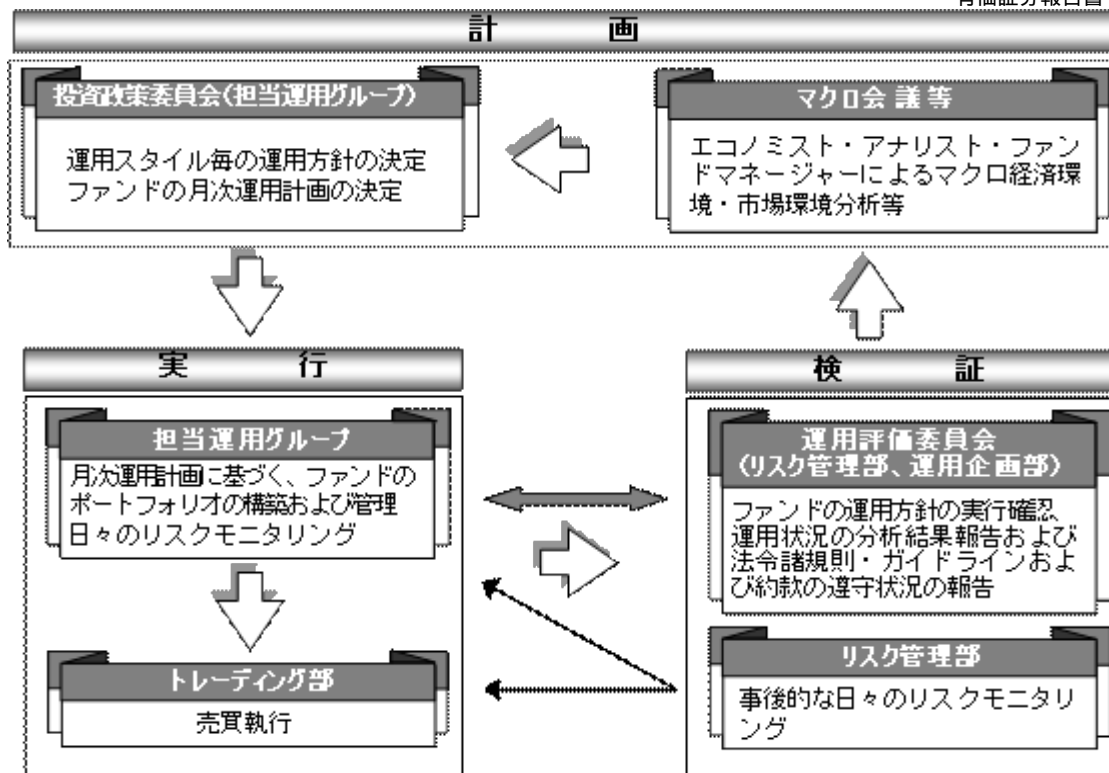 有価証券報告書
計 画
投資政策委員会(担当運用グループ)
運用スタイル毎の運用方針の決定
ファンドの月次運用計画の決定
マクロ会議等
エコノミスト・アナリスト・ファン
ドマネージャーによるマクロ経済環
境・市場環境分析等
実 行
担当運用グループ
月次運用計画に基づく、ファンドの
ポートフォリオの構築および管理
日々のリスクモニタリング
トレーディング部
売買執行
検 証
運用評価委員会
(リスク管理部、運用企画部)
ファンドの運用方針の実行確認
運用状況の分析結果報告および
法令諸規則・ガイドラインおよ
び約款の遵守状況の報告
リスク管理部
事後的な日々のリスクモニタリ
ング